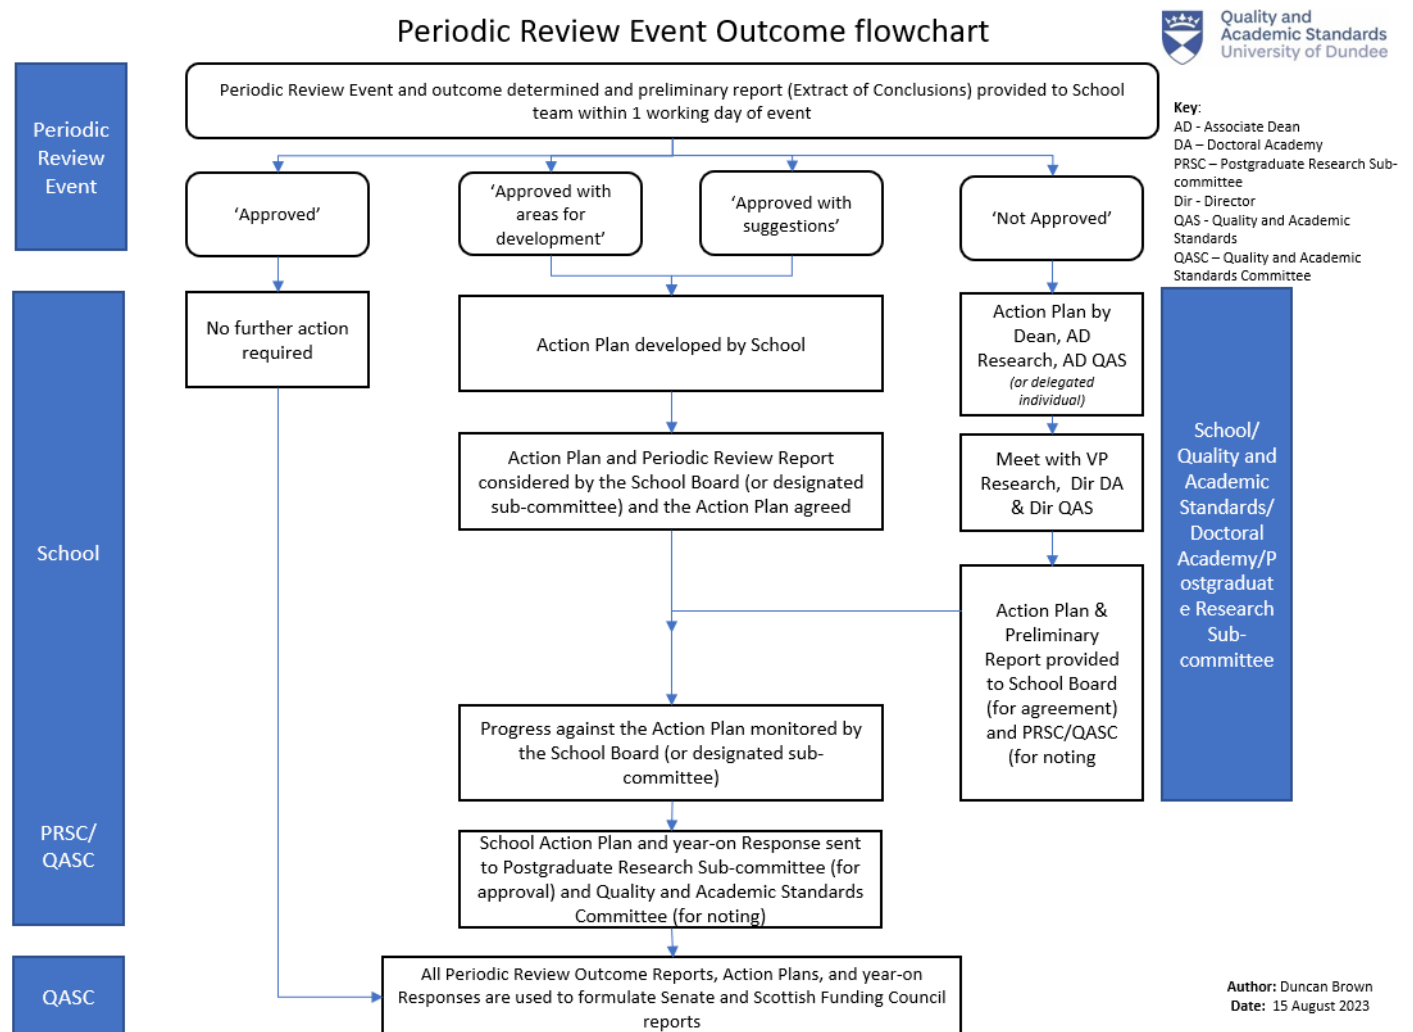 Periodic Review Event Outcome flowchart
Quality and
Academic Standards
University of Dundee
Periodic
Review
Event
Periodic Review Event and outcome determined and preliminary report (Extract of Conclusions) provided to School
team within 1 working day of event
Key:
AD - Associate Dean
DA – Doctoral Academy
PRSC – Postgraduate Research Sub-
committee
Dir - Director
QAS - Quality and Academic
Standards
QASC – Quality and Academic
Standards Committee
‘Approved’
‘Approved with
areas for
development’
‘Approved with
suggestions’
‘Not Approved’
School
No further action
required
Action Plan developed by School
Action Plan by
Dean, AD
Research, AD QAS
(or delegated
individual)
School/
Quality and
Academic
Standards/
Doctoral
Academy/P
ostgraduat
e Research
Sub-
committee
Action Plan and Periodic Review Report
considered by the School Board (or designated
sub-committee) and the Action Plan agreed
Meet with VP
Research, Dir DA
& Dir QAS
Action Plan &
Preliminary
Report provided
to School Board
(for agreement)
and PRSC/QASC
(for noting
Progress against the Action Plan monitored by
the School Board (or designated sub-
committee)
PRSC/
QASC
School Action Plan and year-on Response sent
to Postgraduate Research Sub-committee (for
approval) and Quality and Academic Standards
Committee (for noting)
QASC
All Periodic Review Outcome Reports, Action Plans, and year-on
Responses are used to formulate Senate and Scottish Funding Council
reports
Author: Duncan Brown
Date: 15 August 2023